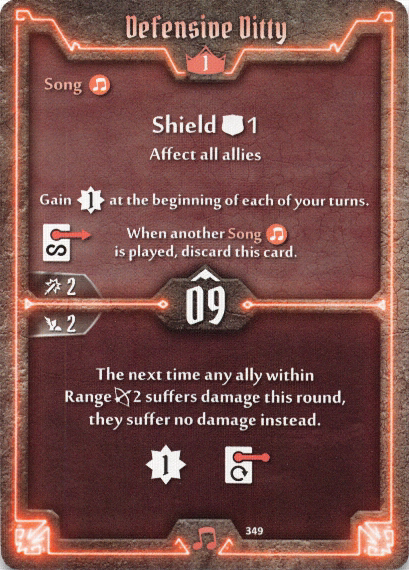 Defensive Ditty
1
Song
Shield 1
Affect all allies
Gain 1 at the beginning of each of your turns.
When another Song
S is played, discard this card.
2
09
2
The next time any ally within
Range 2 suffers damage this round,
they suffer no damage instead.
1
349